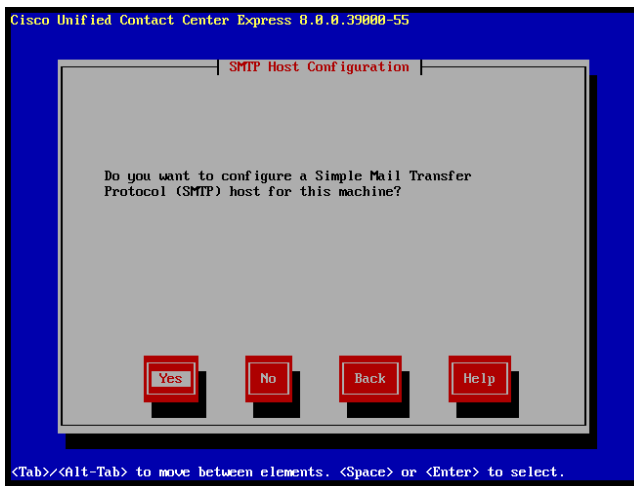 Cisco Unified Contact Center Express 8.0.0.39000-55
SMTP Host Configuration
Do you want to configure a Simple Mail Transfer
Protocol (SMTP) host for this machine?
Yes No Back Help
<Tab>/<Alt-Tab> to move between elements. <Space> or <Enter> to select.